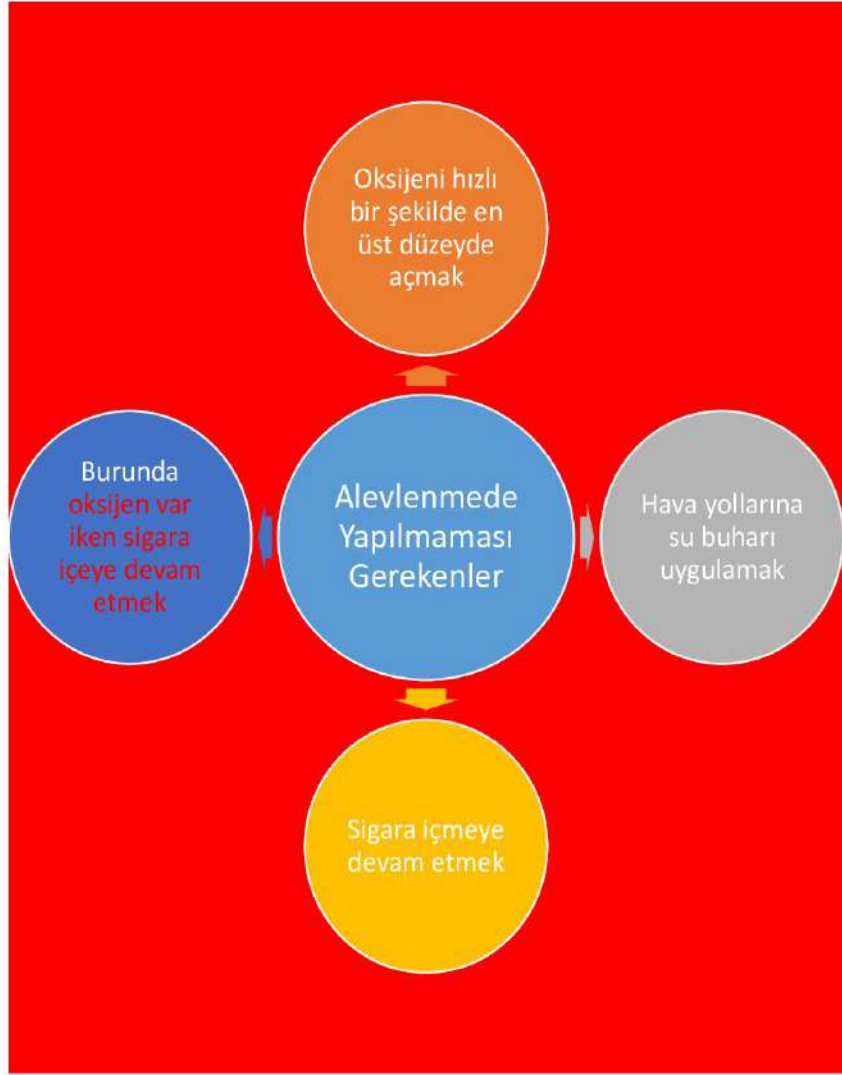 Oksijeni hızlı
bir şekilde en
üst düzeyde
açmak
Burunda
oksijen var
iken sigara
içeye devam
etmek
Alevlenmede
Yapılmaması
Gerekenler
Hava yollarına
su buharı
uygulamak
Sigara içmeye
devam etmek